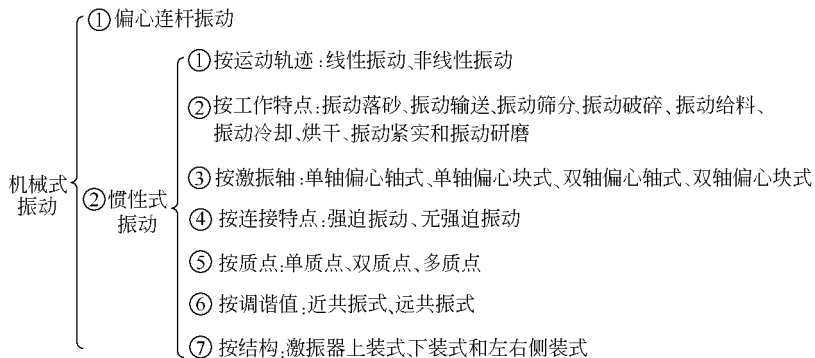 ①偏心连杆振动
①按运动轨迹:线性振动、非线性振动
②按工作特点:振动落砂、振动输送、振动筛分、振动破碎、振动给料、
振动冷却、烘干、振动紧实和振动研磨
机械式
振动
②惯性式
振动
③按激振轴:单轴偏心轴式、单轴偏心块式、双轴偏心轴式、双轴偏心块式
④按连接特点:强迫振动、无强迫振动
⑤按质点:单质点、双质点、多质点
⑥按调谐值:近共振式、远共振式
⑦按结构:激振器上装式、下装式和左右侧装式